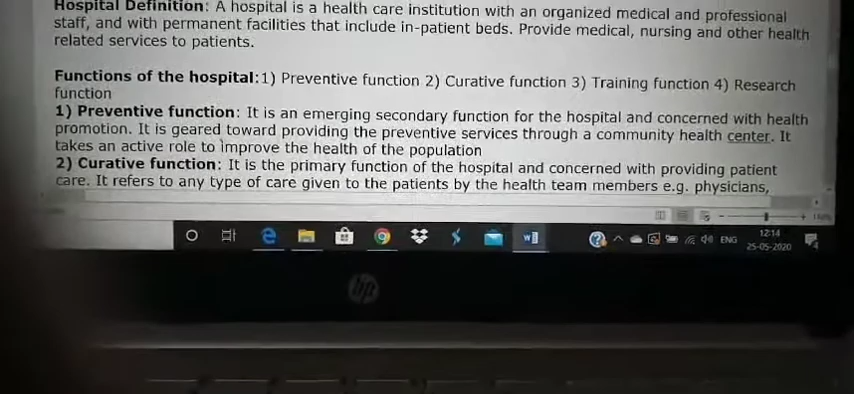 Hospital Definition: A hospital is a health care institution with an organized medical and professional
staff, and with permanent facilities that include in-patient beds. Provide medical, nursing and other health
related services to patients.
Functions of the hospital:1) Preventive function 2) Curative function 3) Training function 4) Research
function
1) Preventive function: It is an emerging secondary function for the hospital and concerned with health
promotion. It is geared toward providing the preventive services through a community health center. It
takes an active role to improve the health of the population
2) Curative function: It is the primary function of the hospital and concerned with providing patient
care. It refers to any type of care given to the patients by the health team members e.g. physicians,
ENG
12:14
25-05-2020
hp